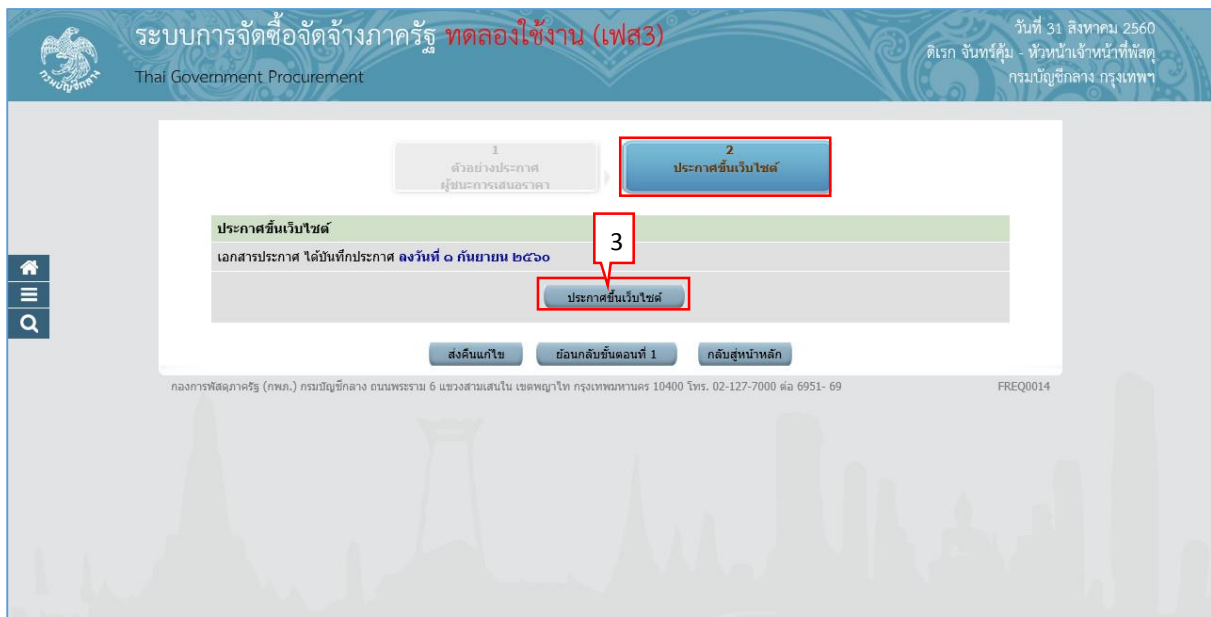 ระบบการจัดซื้อจัดจ้างภาครัฐ ทดลองใช้งาน (เฟส3)
Thai Government Procurement
วันที่ 31 สิงหาคม 2560
ดิเรก จันทร์คุ้ม - หัวหน้าเจ้าหน้าที่พัสดุ
กรมบัญชีกลาง กรุงเทพฯ
กรมบัญชีกลาง
1
ตัวอย่างประกาศ
ผู้ชนะการเสนอราคา
2
ประกาศขึ้นเว็บไซต์
ประกาศขึ้นเว็บไซต์
เอกสารประกาศ ได้บันทึกประกาศ ลงวันที่ ๑ กันยายน ๒๕๖๐
3
ประกาศขึ้นเว็บไซต์
ส่งคืนแก้ไข ย้อนกลับขั้นตอนที่ 1 กลับสู่หน้าหลัก
กองการพัสดุภาครัฐ (กพภ.) กรมบัญชีกลาง ถนนพระราม 6 แขวงสามเสนใน เขตพญาไท กรุงเทพมหานคร 10400 โทร. 02-127-7000 ต่อ 6951- 69 FREQ0014